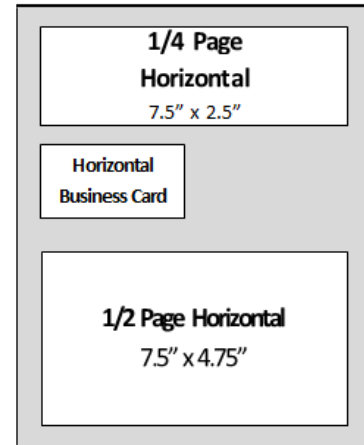 1/4 Page
Horizontal
7.5” x 2.5”
Horizontal
Business Card
1/2 Page Horizontal
7.5” x 4.75”